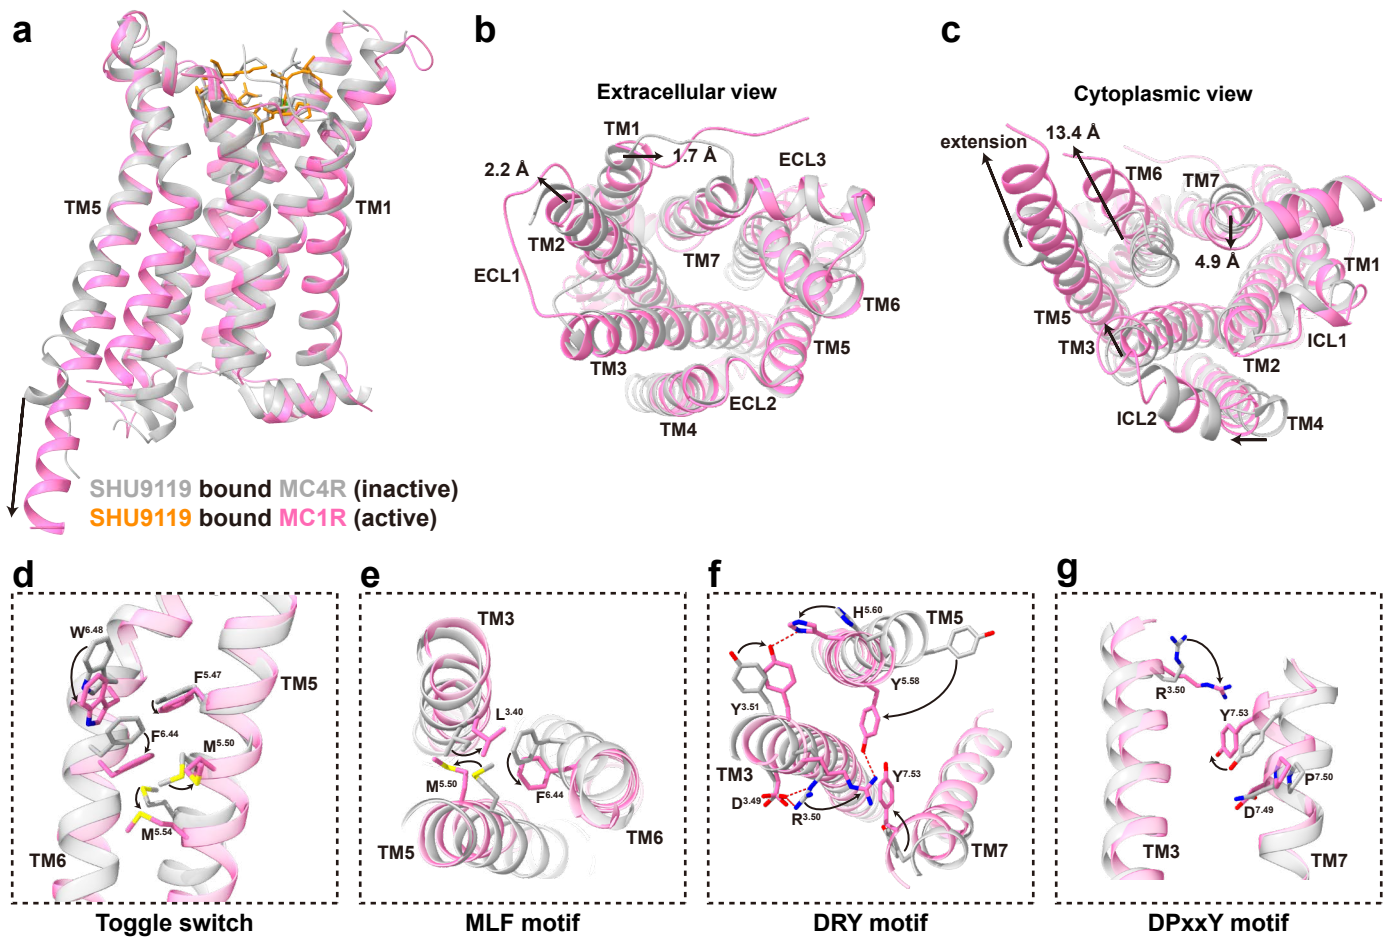 a
TM5
TM1
SHU9119 bound MC4R (inactive)
SHU9119 bound MC1R (active)
b
Extracellular view
TM1
1.7 Å
ECL3
2.2 Å
TM2
ECL1
TM7
TM6
TM5
TM3
ECL2
TM4
c
Cytoplasmic view
extension
13.4 Å
TM6
TM7
4.9 Å
TM1
TM5
TM3
ICL1
TM2
ICL2
TM4
d
W6.48
F5.47
TM5
F6.44
M5.50
M5.54
TM6
Toggle switch
e
TM3
L3.40
M5.50
F6.44
TM6
TM5
MLF motif
f
H5.60
TM5
Y5.58
Y3.51
TM3
Y7.53
D3.49
R3.50
TM7
DRY motif
g
R3.50
Y7.53
P7.50
D7.49
TM3
TM7
DPxxY motif